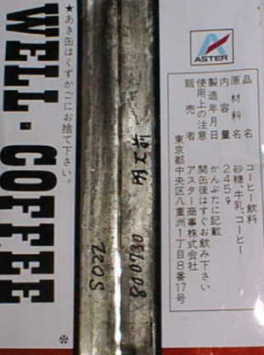 ★あき缶はくずかごにお捨て下さい。
WELL・COFFEE
ASTER
品名 コーヒー飲料
原材料名 砂糖、牛乳、コーヒー
内容量 245g
製造年月日 かんぶたに記載
使用上の注意 開缶後はすぐお飲み下さい
販売者 アスター商事株式会社
東京都中央区八重洲1丁目8番17号